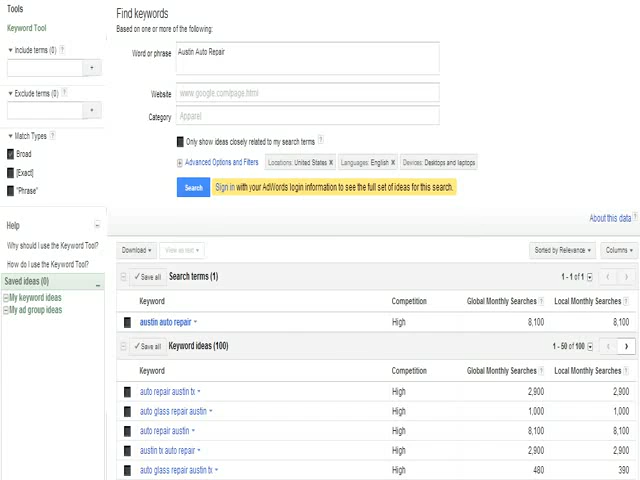 Tools
Keyword Tool
Include terms (0) ?
+
Exclude terms (0) ?
+
Match Types ?
Broad
[Exact]
"Phrase"
Help
Why should I use the Keyword Tool?
How do I use the Keyword Tool?
Saved ideas (0)
My keyword ideas
My ad group ideas
Find keywords
Based on one or more of the following:
Word or phrase Austin Auto Repair
Website www.google.com/page.html
Category Apparel
Only show ideas closely related to my search terms ?
Advanced Options and Filters Locations: United States x Languages: English x Devices: Desktops and laptops
Search Sign in with your AdWords login information to see the full set of ideas for this search.
About this data ?
Download View as text Sorted by Relevance Columns
✓ Save all Search terms (1) 1 - 1 of 1 < >
Keyword Competition Global Monthly Searches ? Local Monthly Searches ?
austin auto repair High 8,100 8,100
✓ Save all Keyword ideas (100) 1 - 50 of 100 < >
Keyword Competition Global Monthly Searches ? Local Monthly Searches ?
auto repair austin tx High 2,900 2,900
auto glass repair austin High 1,000 1,000
auto repair austin High 8,100 8,100
austin tx auto repair High 2,900 2,900
auto glass repair austin tx High 480 390